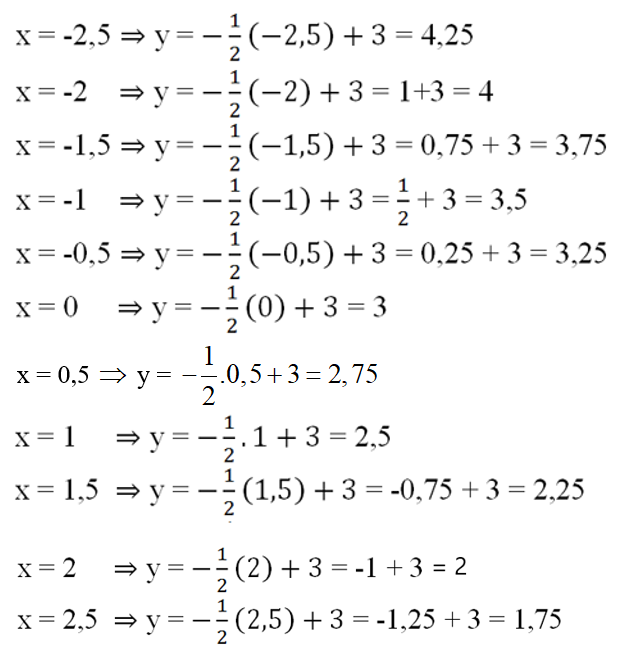 x = -2,5 ⇒ y = −1/2(−2,5) + 3 = 4,25
x = -2 ⇒ y = −1/2(−2) + 3 = 1+3 = 4
x = -1,5 ⇒ y = −1/2(−1,5) + 3 = 0,75 + 3 = 3,75
x = -1 ⇒ y = −1/2(−1) + 3 = 1/2 + 3 = 3,5
x = -0,5 ⇒ y = −1/2(−0,5) + 3 = 0,25 + 3 = 3,25
x = 0 ⇒ y = −1/2(0) + 3 = 3
x = 0,5 ⇒ y = −1/2.0,5 + 3 = 2,75
x = 1 ⇒ y = −1/2. 1 + 3 = 2,5
x = 1,5 ⇒ y = −1/2(1,5) + 3 = -0,75 + 3 = 2,25
x = 2 ⇒ y = −1/2(2) + 3 = -1 + 3 = 2
x = 2,5 ⇒ y = −1/2(2,5) + 3 = -1,25 + 3 = 1,75